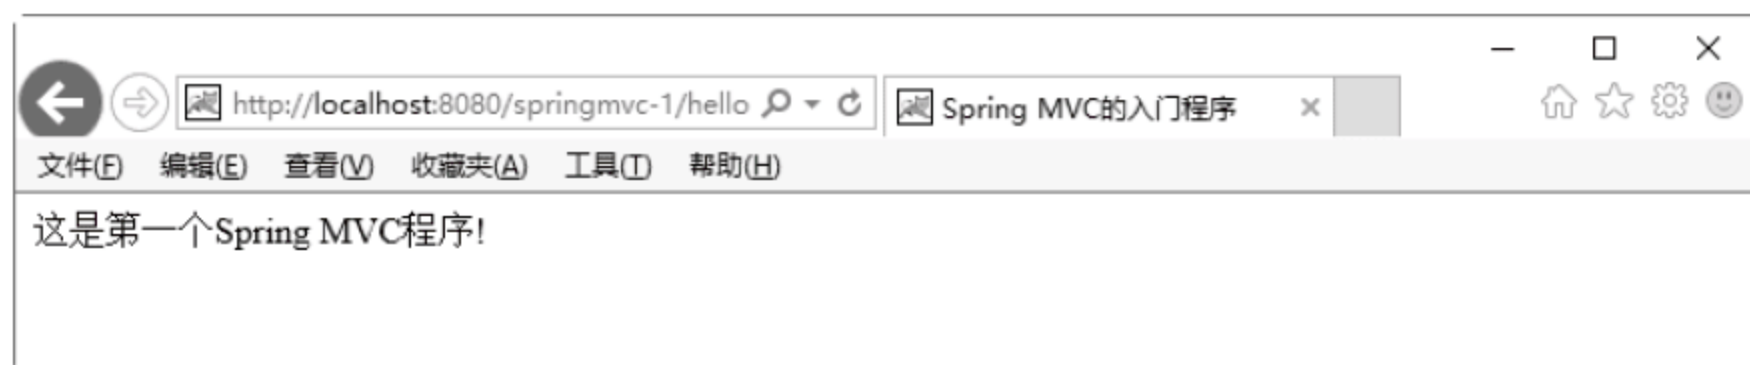 http://localhost:8080/springmvc-1/hello
Spring MVC的入门程序
文件(F) 编辑(E) 查看(V) 收藏夹(A) 工具(T) 帮助(H)
这是第一个Spring MVC程序!